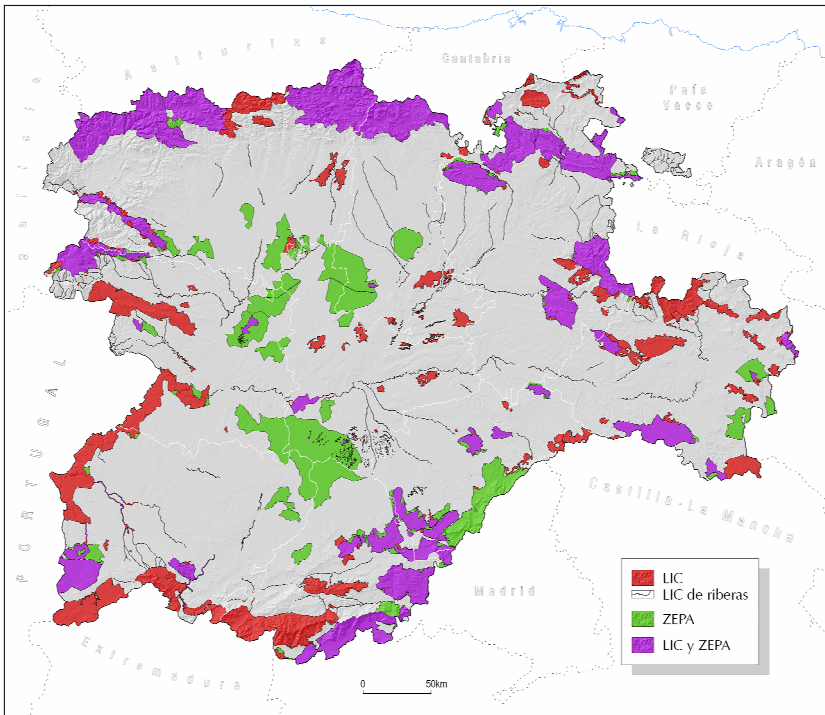 Asturias
Cantabria
País
Vasco
Galicia
Aragón
La Rioja
PORTUGAL
Castilla-La Mancha
Madrid
Extremadura
LIC
LIC de riberas
ZEPA
LIC y ZEPA
0
50km